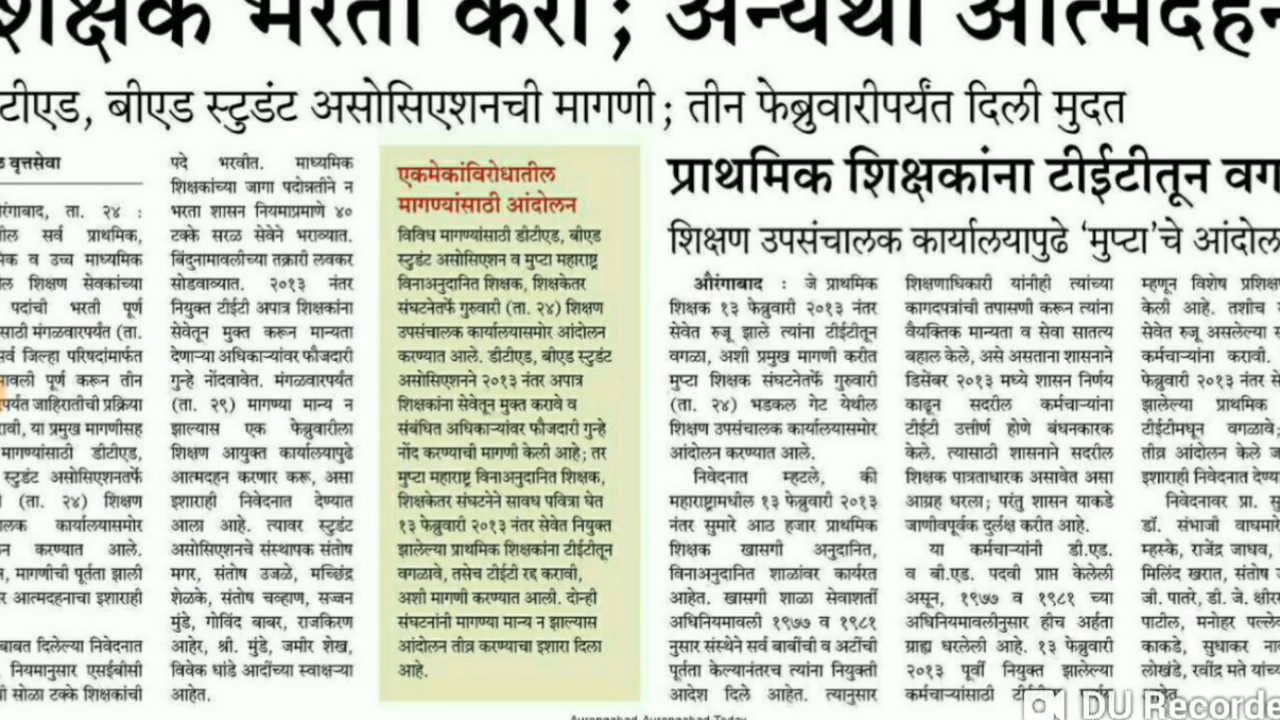 शिक्षक भरती करा; अन्यथा आत्मदहन
टीएड, बीएड स्टुडंट असोसिएशनची मागणी; तीन फेब्रुवारीपर्यंत दिली मुदत
वृत्तसेवा
ता. २४ :
सर्व प्राथमिक,
व उच्च माध्यमिक
शिक्षण सेवकांच्या
पदांची भरती पूर्ण
मंगळवारपर्यंत (ता.
जिल्हा परिषदांमार्फत
पूर्ण करून तीन
जाहिरातीची प्रक्रिया
या प्रमुख मागणीसह
मागण्यांसाठी डीटीएड,
स्टुडंट असोसिएशनतर्फे
(ता. २४) शिक्षण
कार्यालयासमोर
करण्यात आले.
मागणीची पूर्तता झाली
आत्मदहनाचा इशाराही
दिलेल्या निवेदनात
नियमानुसार एसईबीसी
सोळा टक्के शिक्षकांची
पदे भरवीत. माध्यमिक
शिक्षकांच्या जागा पदोन्नतीने न
भरता शासन नियमाप्रमाणे ४०
टक्के सरळ सेवेने भराव्यात.
बिंदुनामावलीच्या तक्रारी लवकर
सोडवाव्यात. २०१३ नंतर
नियुक्त टीईटी अपात्र शिक्षकांना
सेवेतून मुक्त करून मान्यता
देणाऱ्या अधिकाऱ्यांवर फौजदारी
गुन्हे नोंदवावेत. मंगळवारपर्यंत
(ता. २९) मागण्या मान्य न
झाल्यास एक फेब्रुवारीला
शिक्षण आयुक्त कार्यालयापुढे
आत्मदहन करणार करू, असा
इशाराही निवेदनात देण्यात
आला आहे. त्यावर स्टुडंट
असोसिएशनचे संस्थापक संतोष
मगर, संतोष उजळे, मच्छिंद्र
शेळके, संतोष चव्हाण, सज्जन
मुंडे, गोविंद बाबर, राजकिरण
आहेर, श्री. मुंडे, जमीर शेख,
विवेक धांडे आदींच्या स्वाक्षऱ्या
आहेत.
एकमेकांविरोधातील
मागण्यांसाठी आंदोलन
विविध मागण्यांसाठी डीटीएड, बीएड
स्टुडंट असोसिएशन व मुप्टा महाराष्ट्र
विनाअनुदानित शिक्षक, शिक्षकेतर
संघटनेतर्फे गुरुवारी (ता. २४) शिक्षण
उपसंचालक कार्यालयासमोर आंदोलन
करण्यात आले. डीटीएड, बीएड स्टुडंट
असोसिएशनने २०१३ नंतर अपात्र
शिक्षकांना सेवेतून मुक्त करावे व
संबंधित अधिकाऱ्यांवर फौजदारी गुन्हे
नोंद करण्याची मागणी केली आहे; तर
मुप्टा महाराष्ट्र विनाअनुदानित शिक्षक,
शिक्षकेतर संघटनेने सावध पवित्रा घेत
१३ फेब्रुवारी २०१३ नंतर सेवेत नियुक्त
झालेल्या प्राथमिक शिक्षकांना टीईटीतून
वगळावे, तसेच टीईटी रद्द करावी,
अशी मागणी करण्यात आली. दोन्ही
संघटनांनी मागण्या मान्य न झाल्यास
आंदोलन तीव्र करण्याचा इशारा दिला
आहे.
प्राथमिक शिक्षकांना टीईटीतून वग
शिक्षण उपसंचालक कार्यालयापुढे ‘मुप्टा’चे आंदोल
औरंगाबाद : जे प्राथमिक
शिक्षक १३ फेब्रुवारी २०१३ नंतर
सेवेत रुजू झाले त्यांना टीईटीतून
वगळा, अशी प्रमुख मागणी करीत
मुप्टा शिक्षक संघटनेतर्फे गुरुवारी
(ता. २४) भडकल गेट येथील
शिक्षण उपसंचालक कार्यालयासमोर
आंदोलन करण्यात आले.
निवेदनात म्हटले, की
महाराष्ट्रामधील १३ फेब्रुवारी २०१३
नंतर सुमारे आठ हजार प्राथमिक
शिक्षक खासगी अनुदानित,
विनाअनुदानित शाळांवर कार्यरत
आहेत. खासगी शाळा सेवाशर्ती
अधिनियमावली १९७७ व १९८१
नुसार संस्थेने सर्व बाबींची व अटींची
पूर्तता केल्यानंतरच त्यांना नियुक्ती
आदेश दिले आहेत. त्यानुसार
शिक्षणाधिकारी यांनीही त्यांच्या
कागदपत्रांची तपासणी करून त्यांना
वैयक्तिक मान्यता व सेवा सातत्य
बहाल केले, असे असताना शासनाने
डिसेंबर २०१३ मध्ये शासन निर्णय
काढून सदरील कर्मचाऱ्यांना
टीईटी उत्तीर्ण होणे बंधनकारक
केले. त्यासाठी शासनाने सदरील
शिक्षक पात्रताधारक असावेत असा
आग्रह धरला; परंतु शासन याकडे
जाणीवपूर्वक दुर्लक्ष करीत आहे.
या कर्मचाऱ्यांनी डी.एड.
व बी.एड. पदवी प्राप्त केलेली
असून, १९७७ व १९८१ च्या
अधिनियमावलीनुसार हीच अर्हता
ग्राह्य धरलेली आहे. १३ फेब्रुवारी
२०१३ पूर्वी नियुक्त झालेल्या
कर्मचाऱ्यांसाठी
म्हणून विशेष प्रशिक्ष
केली आहे. तशीच
सेवेत रुजू असलेल्या
कर्मचाऱ्यांना करावी.
फेब्रुवारी २०१३ नंतर से
झालेल्या प्राथमिक
टीईटीमधून वगळावे;
तीव्र आंदोलन केले ज
इशाराही निवेदनात देण्य
निवेदनावर प्रा. सु
डॉ. संभाजी वाघमारे
म्हस्के, राजेंद्र जाधव,
मिलिंद खरात, संतोष
जी. पातरे, डी. जे. क्षीर
पाटील, मनोहर पल्ले
काकडे, सुधाकर ना
लोखंडे, रवींद्र मते यांच्
DU Recorde